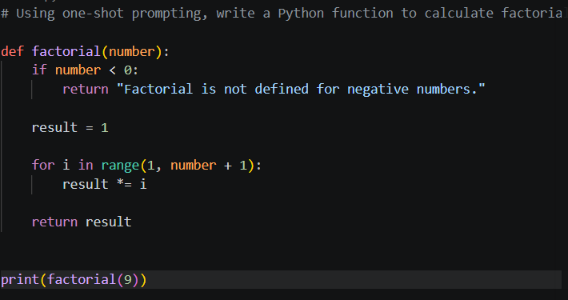 # Using one-shot prompting, write a Python function to calculate factoria
def factorial(number):
    if number < 0:
        return "Factorial is not defined for negative numbers."
    result = 1
    for i in range(1, number + 1):
        result *= i
    return result
print(factorial(9))